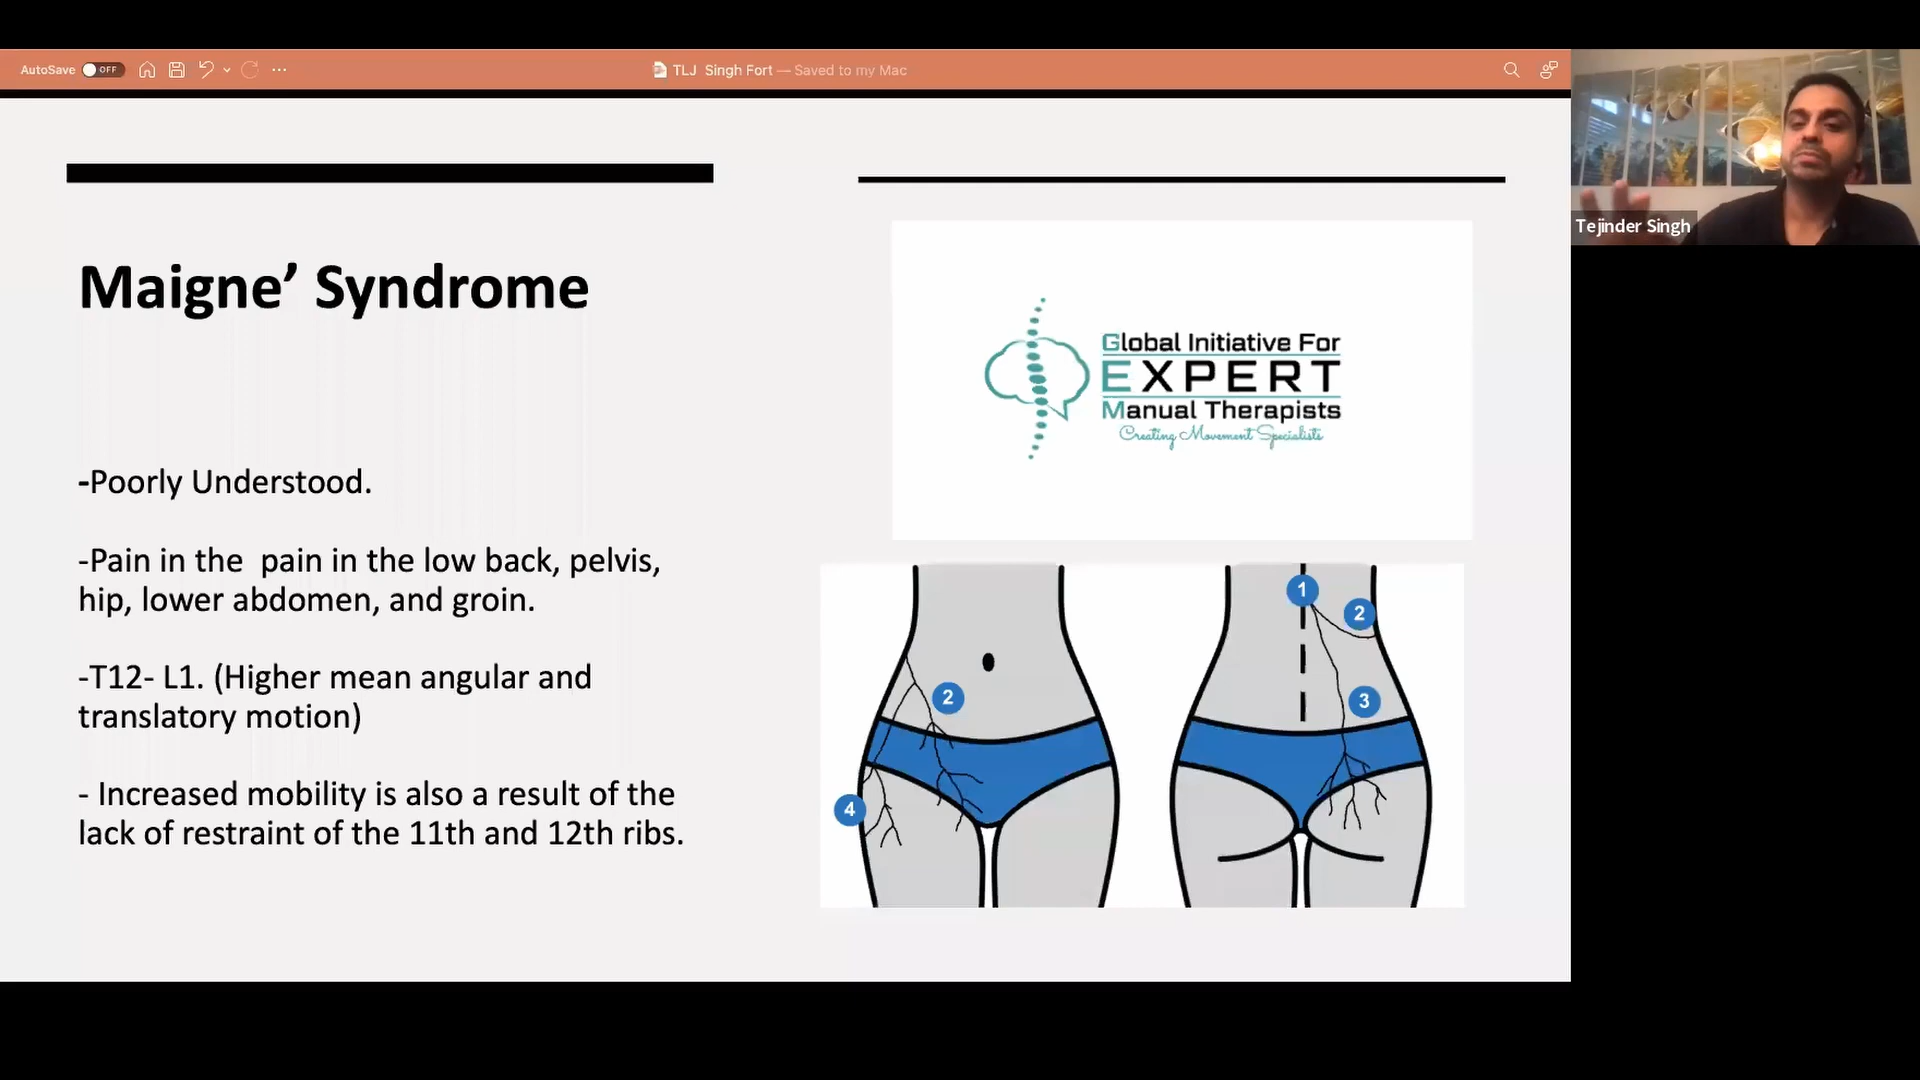 AutoSave OFF
TLJ Singh Fort — Saved to my Mac
Tejinder Singh
Maigne’ Syndrome
-Poorly Understood.
-Pain in the pain in the low back, pelvis,
hip, lower abdomen, and groin.
-T12- L1. (Higher mean angular and
translatory motion)
- Increased mobility is also a result of the
lack of restraint of the 11th and 12th ribs.
Global Initiative For
EXPERT
Manual Therapists
Creating Movement Specialists
2
4
1
2
3